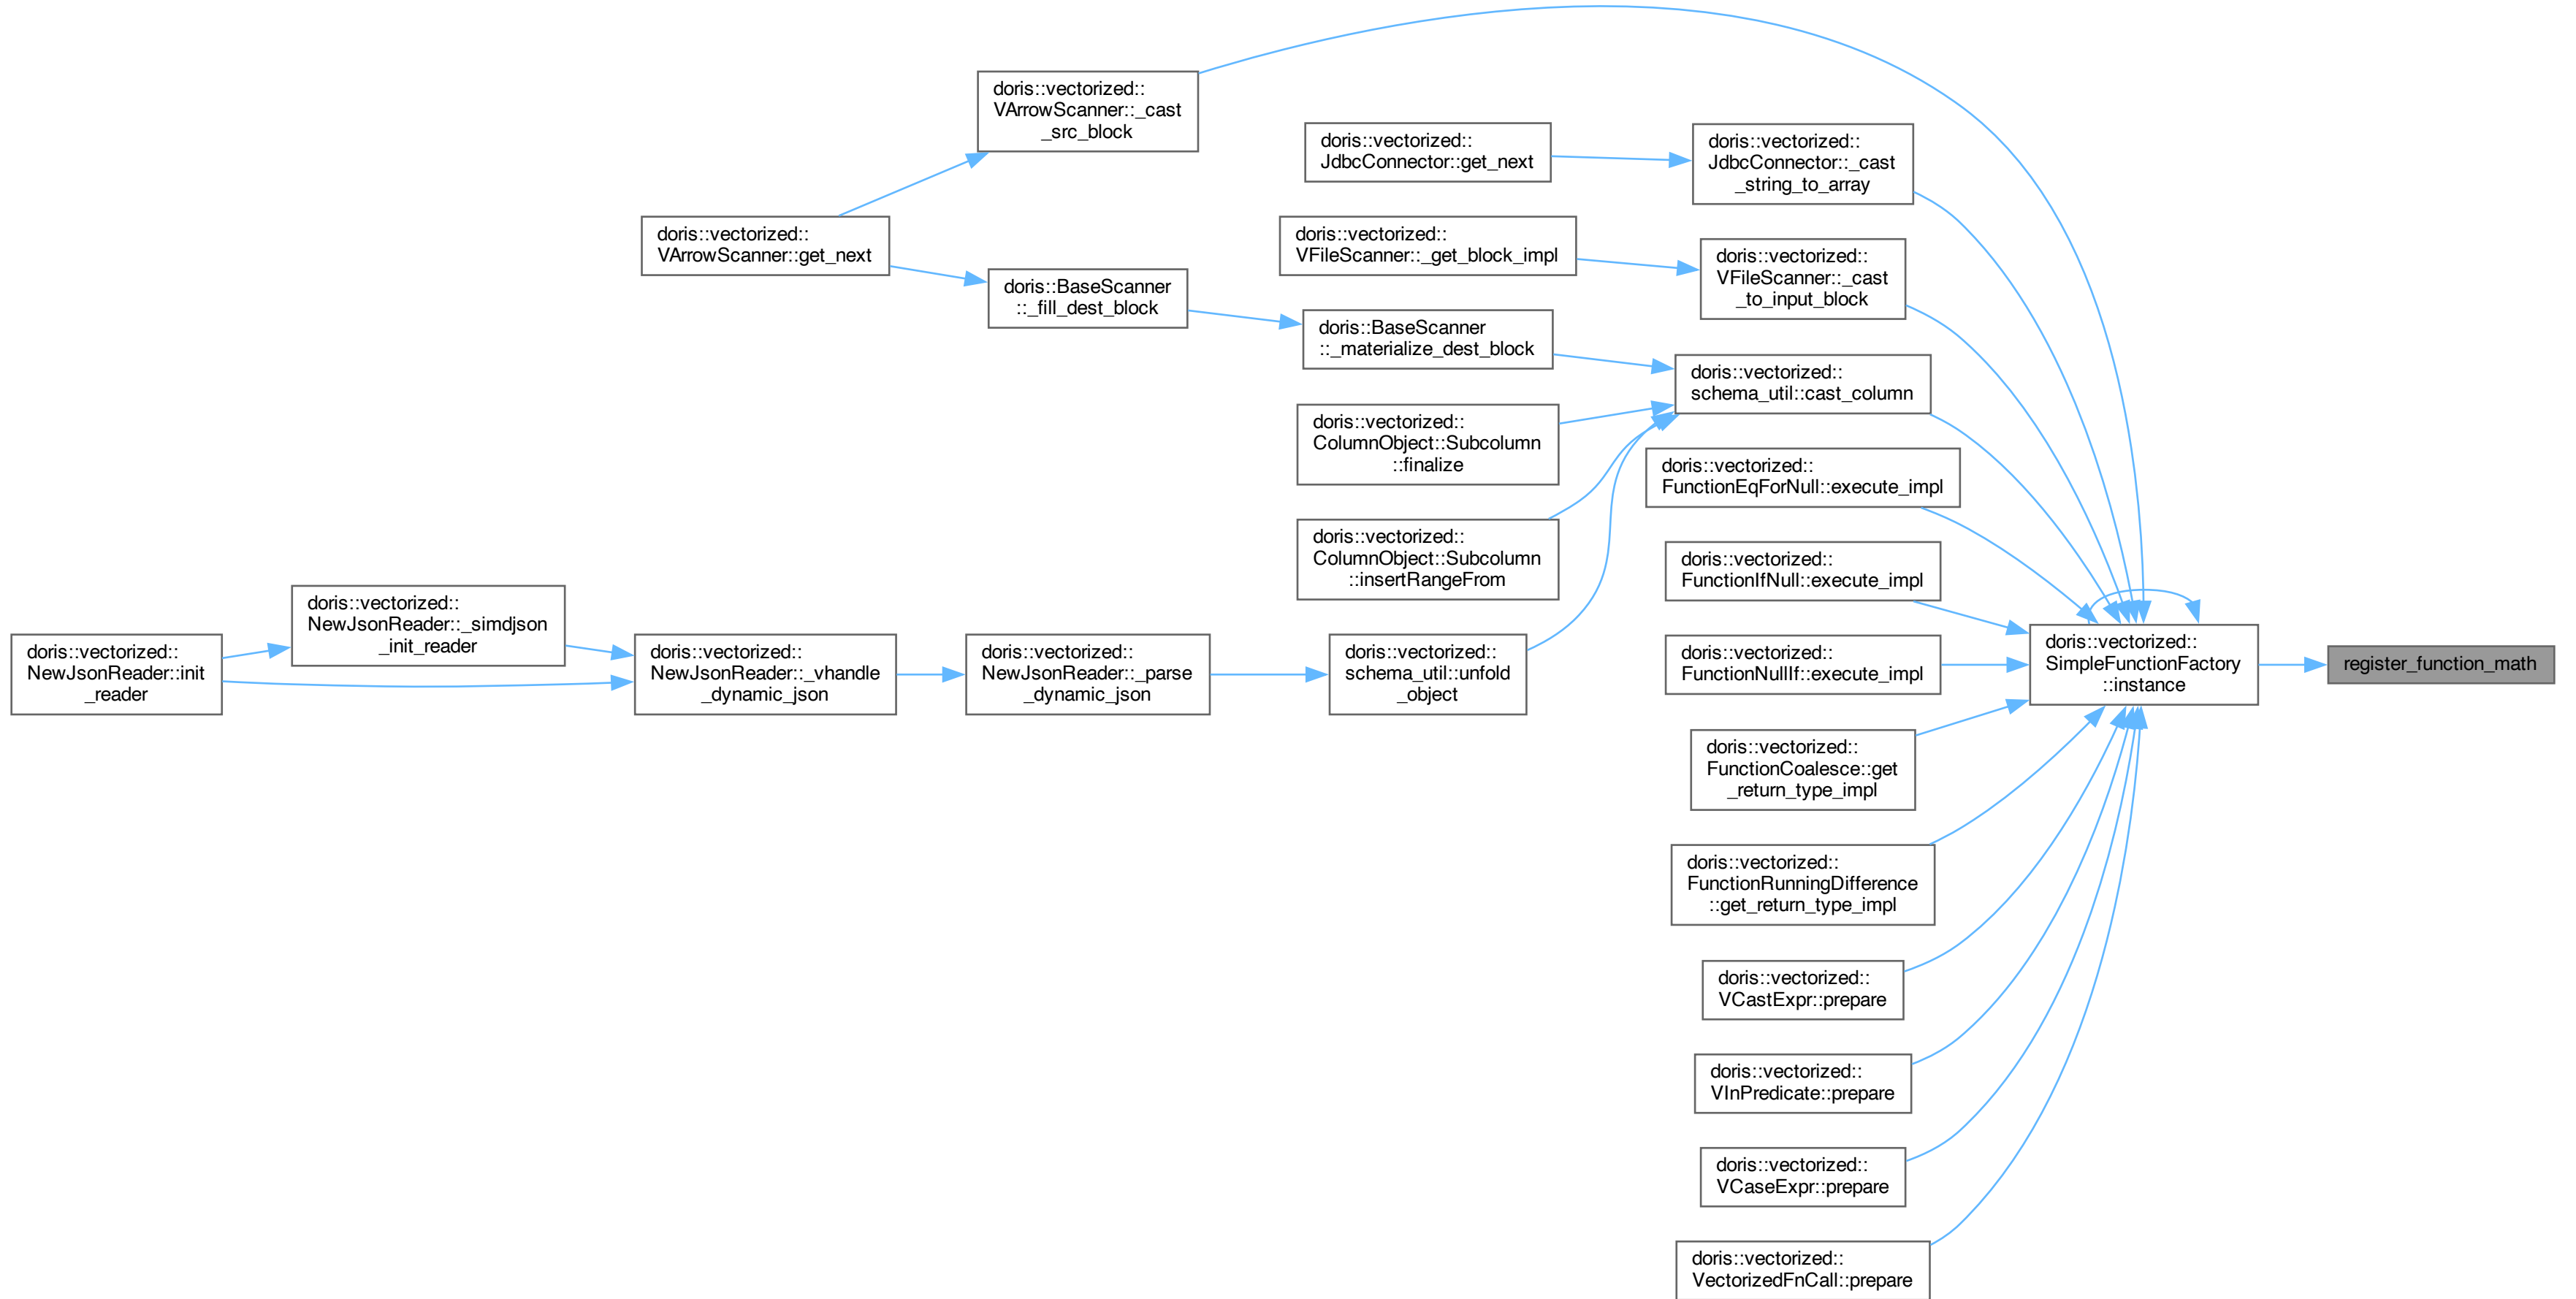 doris::vectorized::
VArrowScanner::_cast
_src_block
doris::vectorized::
JdbcConnector::get_next
doris::vectorized::
JdbcConnector::_cast
_string_to_array
doris::vectorized::
VArrowScanner::get_next
doris::vectorized::
VFileScanner::_get_block_impl
doris::vectorized::
VFileScanner::_cast
_to_input_block
doris::BaseScanner
::_fill_dest_block
doris::BaseScanner
::_materialize_dest_block
doris::vectorized::
schema_util::cast_column
doris::vectorized::
ColumnObject::Subcolumn
::finalize
doris::vectorized::
FunctionEqForNull::execute_impl
doris::vectorized::
ColumnObject::Subcolumn
::insertRangeFrom
doris::vectorized::
FunctionIfNull::execute_impl
doris::vectorized::
NewJsonReader::_simdjson
_init_reader
doris::vectorized::
NewJsonReader::init
_reader
doris::vectorized::
NewJsonReader::_vhandle
_dynamic_json
doris::vectorized::
NewJsonReader::_parse
_dynamic_json
doris::vectorized::
schema_util::unfold
_object
doris::vectorized::
FunctionNullIf::execute_impl
doris::vectorized::
SimpleFunctionFactory
::instance
register_function_math
doris::vectorized::
FunctionCoalesce::get
_return_type_impl
doris::vectorized::
FunctionRunningDifference
::get_return_type_impl
doris::vectorized::
VCastExpr::prepare
doris::vectorized::
VInPredicate::prepare
doris::vectorized::
VCaseExpr::prepare
doris::vectorized::
VectorizedFnCall::prepare